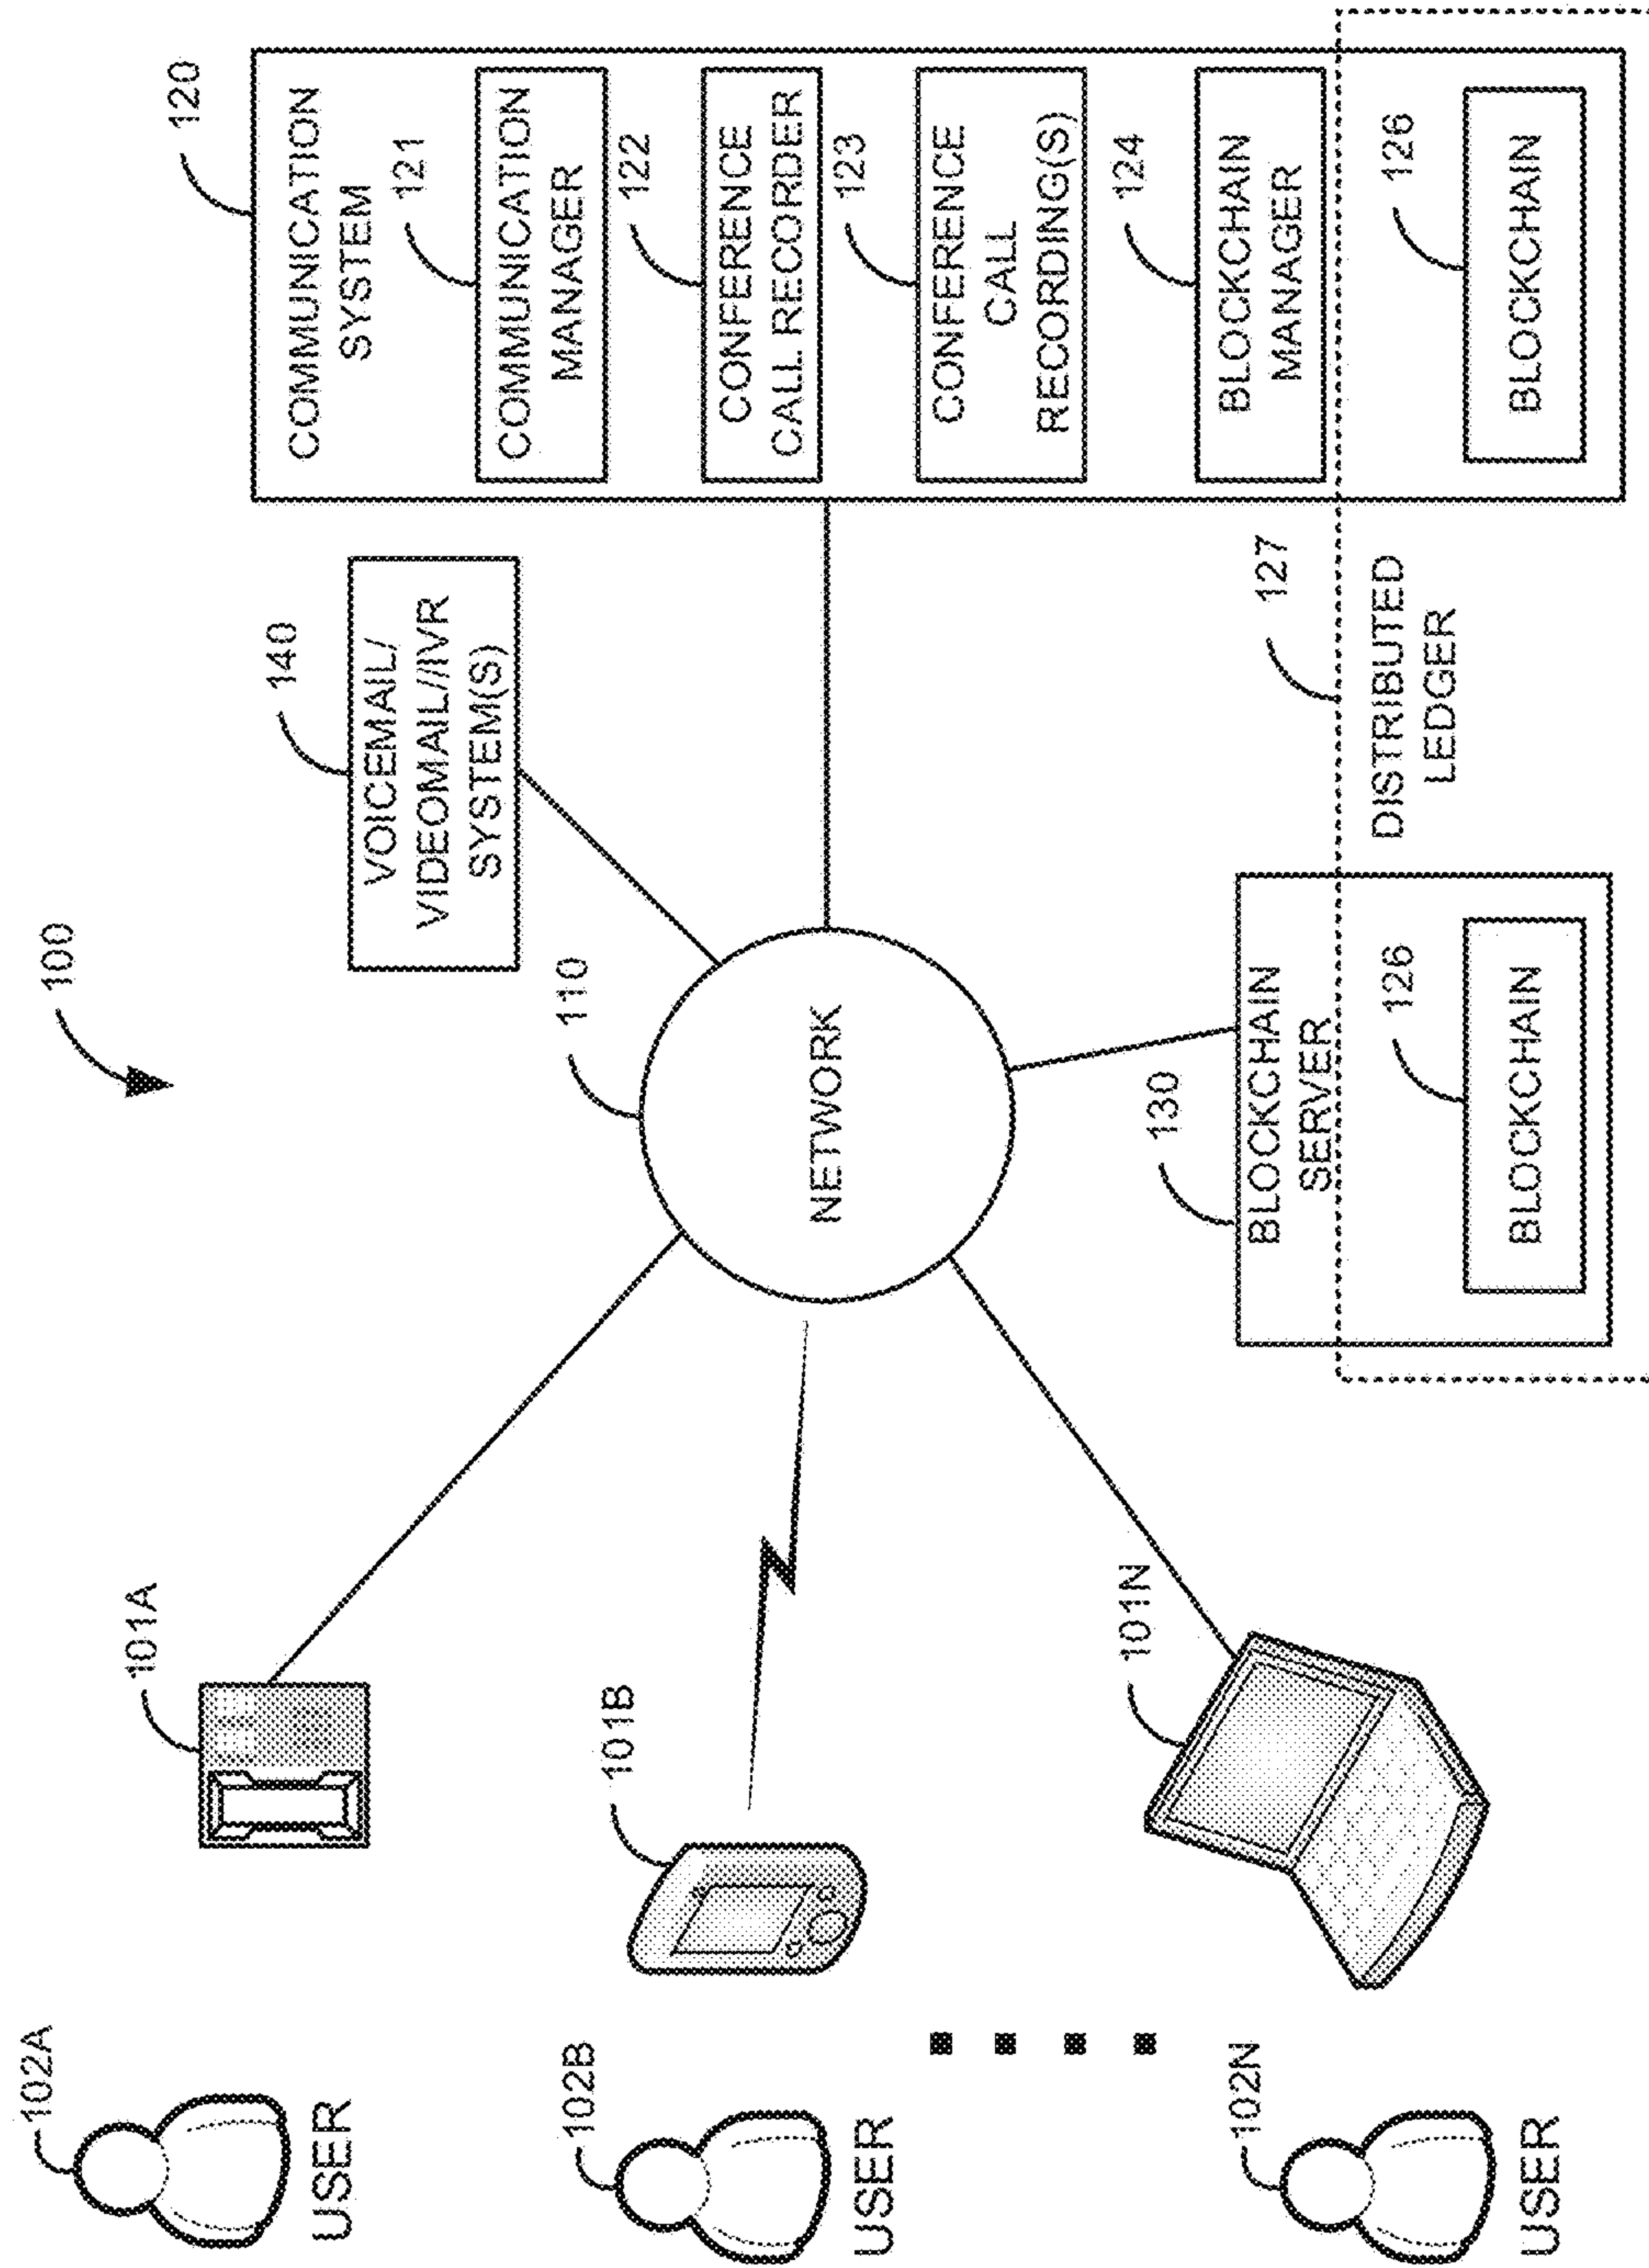 100
102A
USER
102B
USER
102N
USER
101A
101B
101N
110
NETWORK
140
VOICEMAIL/
VIDEOMAIL//IVR
SYSTEM(S)
120
COMMUNICATION
SYSTEM
121
COMMUNICATION
MANAGER
122
CONFERENCE
CALL RECORDER
123
CONFERENCE
CALL
RECORDING(S)
124
BLOCKCHAIN
MANAGER
126
BLOCKCHAIN
130
BLOCKCHAIN
SERVER
126
BLOCKCHAIN
127
DISTRIBUTED
LEDGER